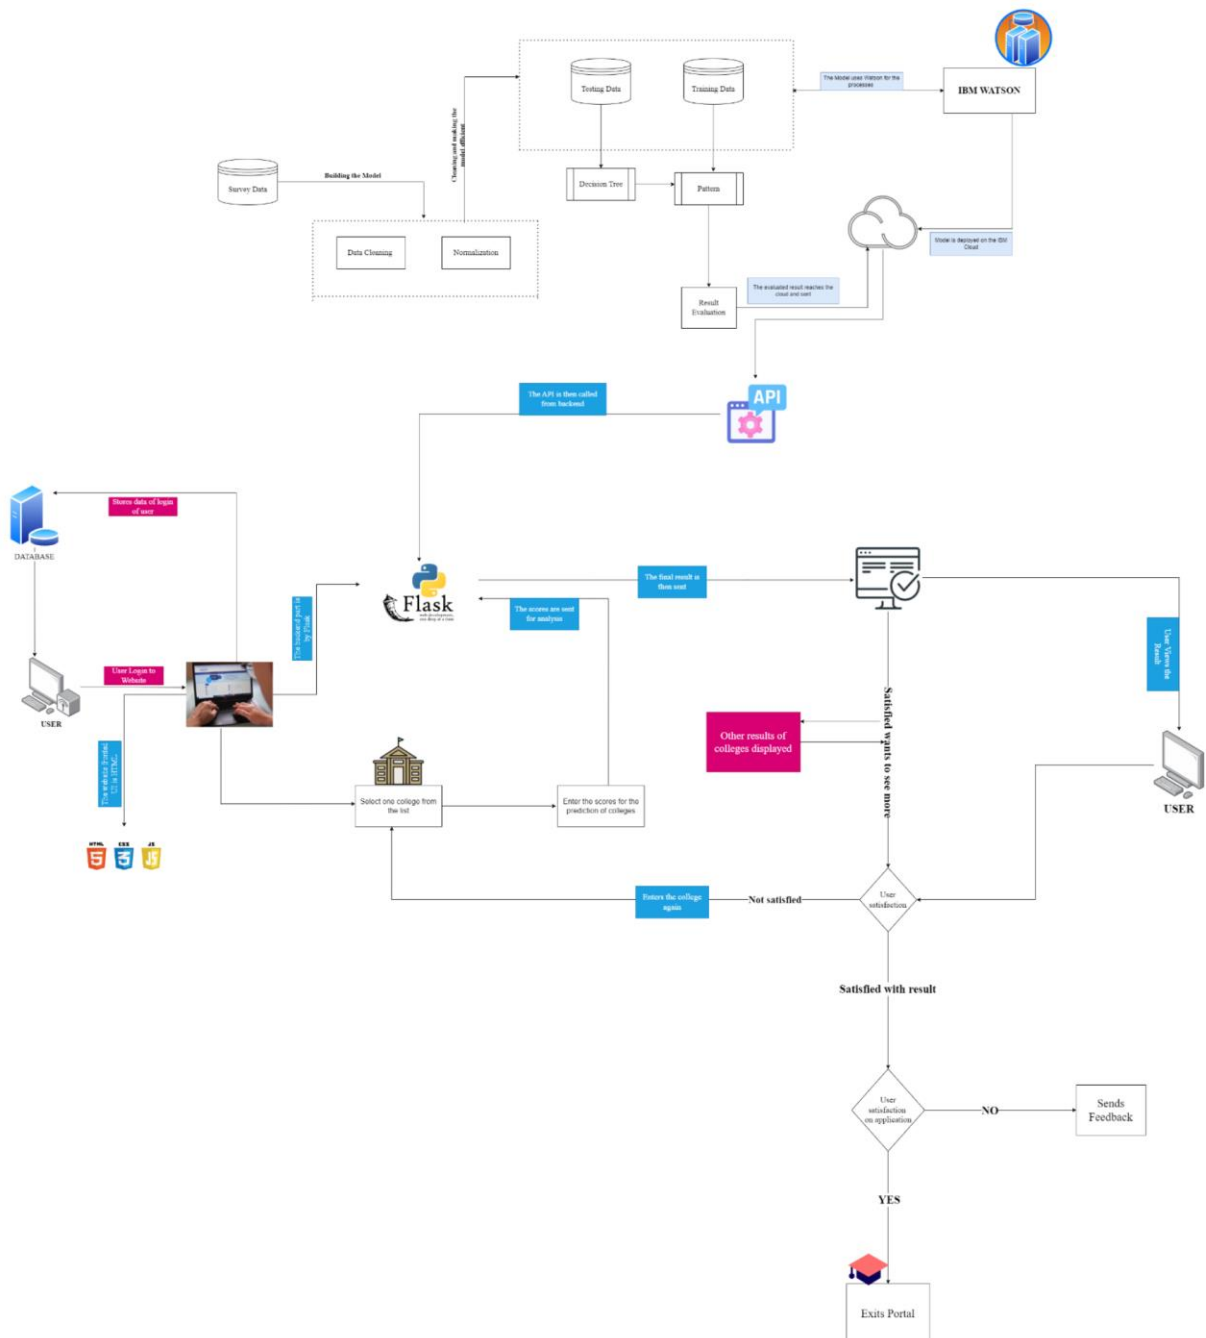 Testing Data
Training Data
The Model uses Watson for the
processes
IBM WATSON
Cleaning and making the
model efficient
Survey Data
Building the Model
Decision Tree
Pattern
Data Cleaning
Normalization
Model is deployed on the IBM
Cloud
The evaluated result reaches the
cloud and sent
Result
Evaluation
The API is then called
from backend
API
Stores data of login
of user
DATABASE
The backend part is
by Flask
Flask
The scores are sent
for analysis
The final result is
then sent
User Views the
Result
User Login to
Website
USER
Satisfied wants to see more
Other results of
colleges displayed
The website
UI is HTML,
Select one college from
the list
Enter the scores for the
prediction of colleges
USER
HTML
5
CSS
3
JS
JS
Enters the college
again
Not satisfied
User
satisfaction
Satisfied with result
User
satisfaction
on application
NO
Sends
Feedback
YES
Exits Portal